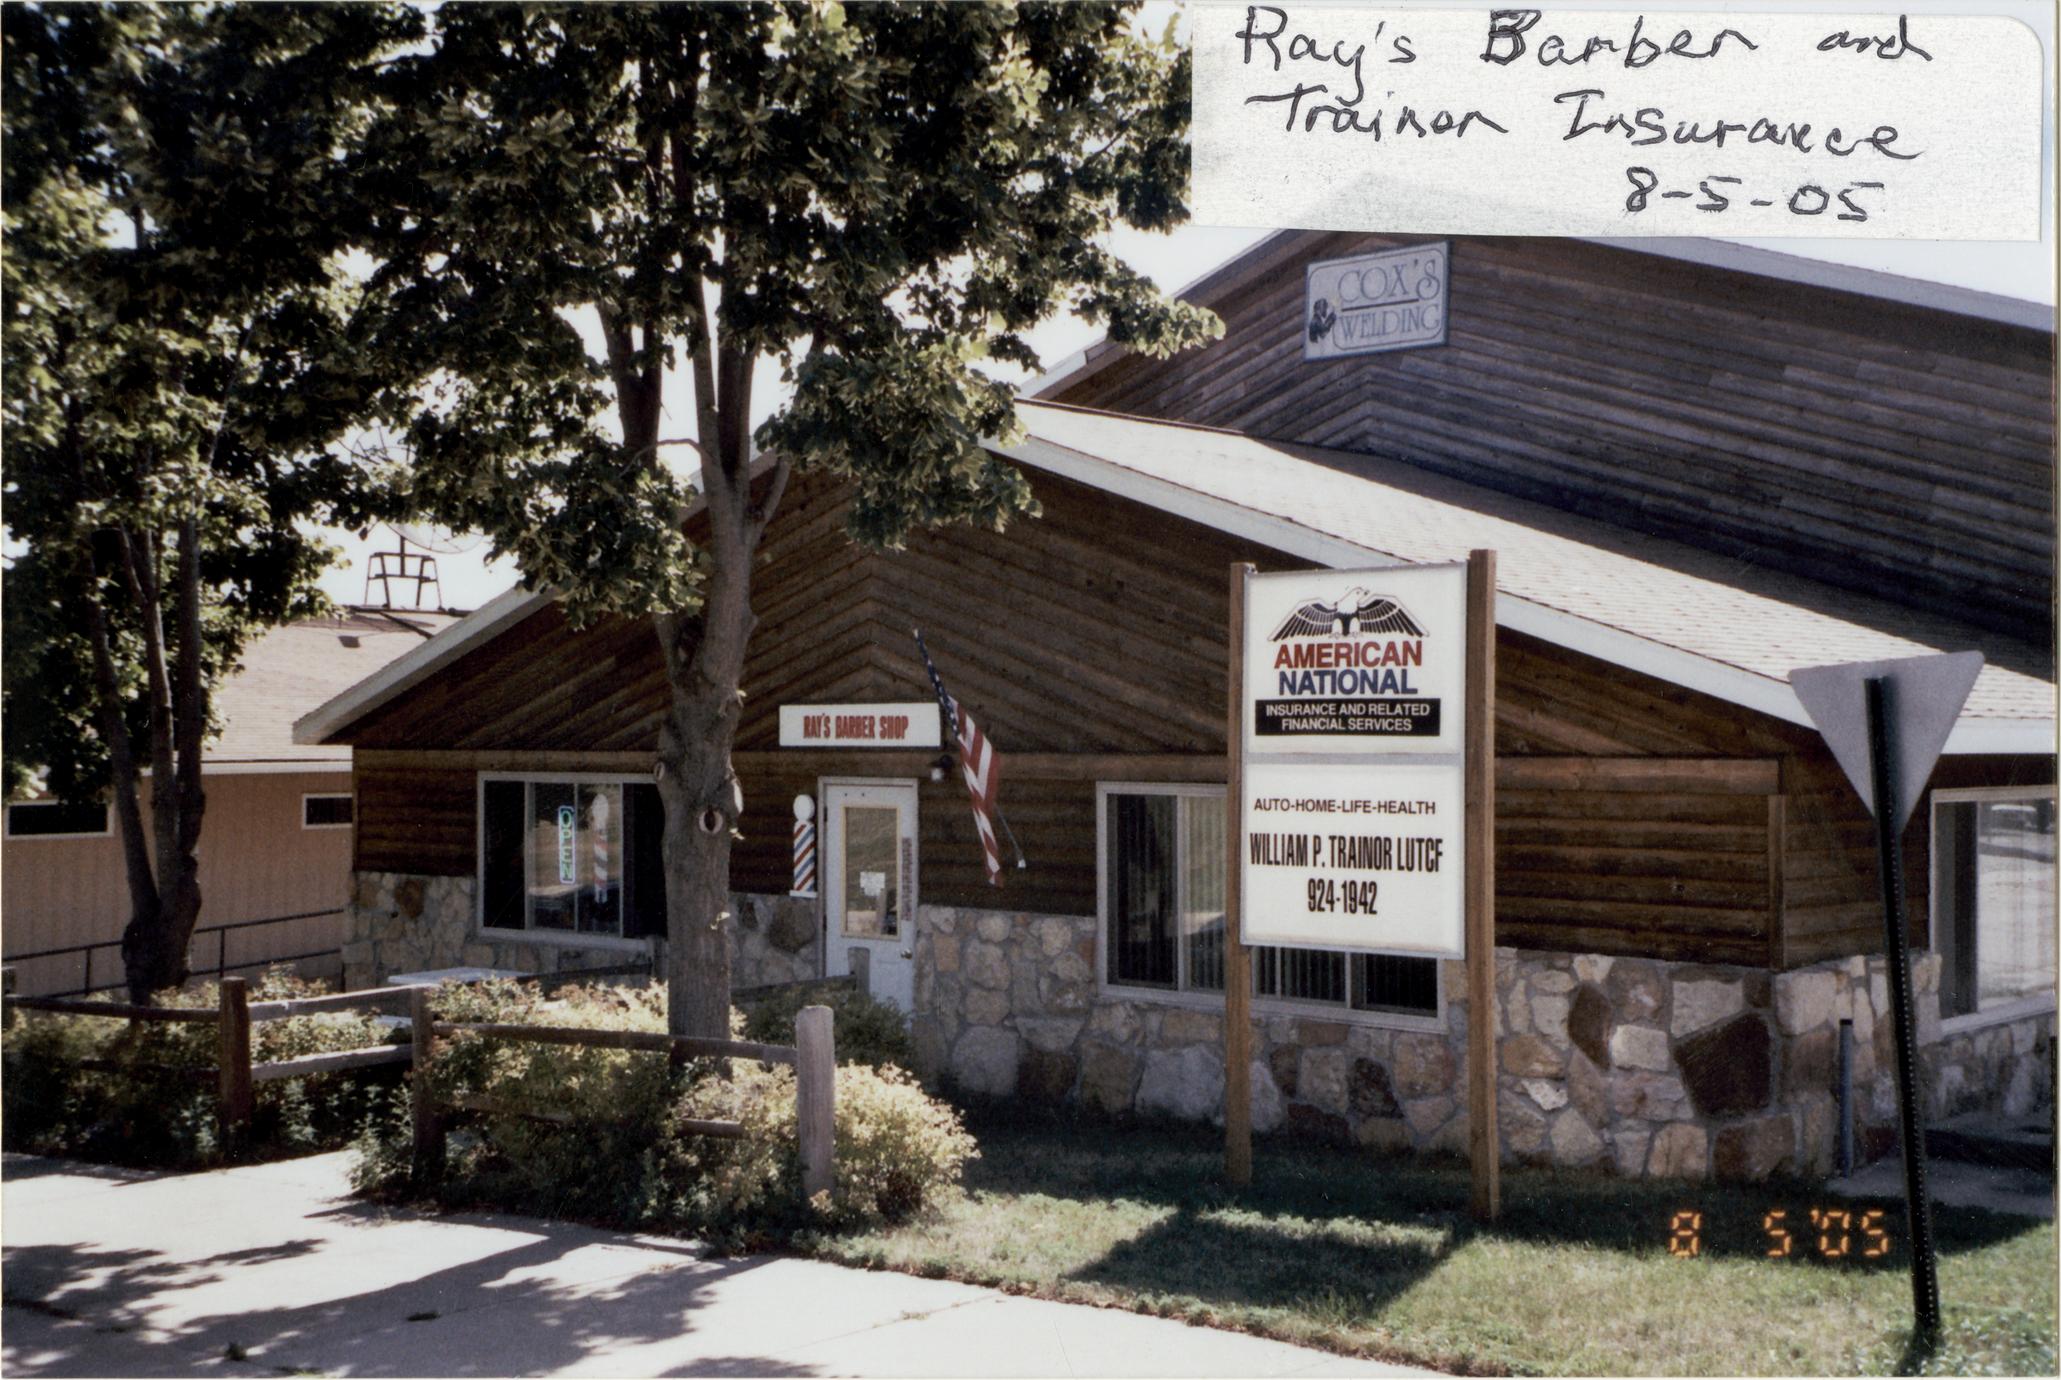 Ray's Barber and
Trainor Insurance
8-5-05
COX'S
WELDING
AMERICAN
NATIONAL
INSURANCE AND RELATED
FINANCIAL SERVICES
RAY'S BARBER SHOP
AUTO-HOME-LIFE-HEALTH
OPEN
WILLIAM P. TRAINOR LUTCF
924-1942
8 5 '05